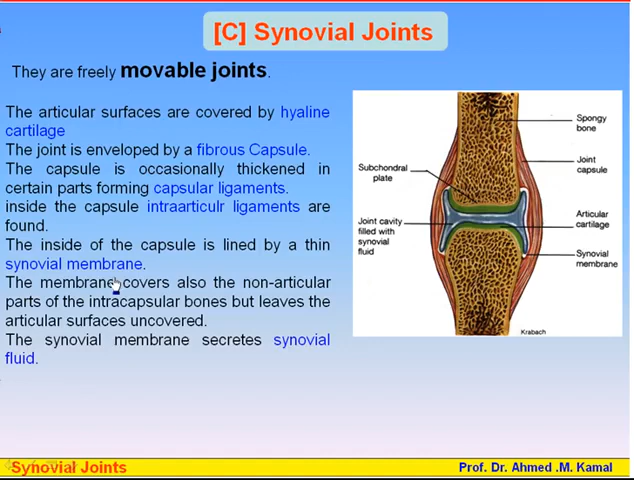 [C] Synovial Joints
They are freely movable joints.
The articular surfaces are covered by hyaline
cartilage
The joint is enveloped by a fibrous Capsule.
The capsule is occasionally thickened in
certain parts forming capsular ligaments.
inside the capsule intraarticulr ligaments are
found.
The inside of the capsule is lined by a thin
synovial membrane.
The membrane covers also the non-articular
parts of the intracapsular bones but leaves the
articular surfaces uncovered.
The synovial membrane secretes synovial
fluid.
Spongy
bone
Joint
capsule
Subchondral
plate
Articular
cartilage
Joint cavity
filled with
synovial
fluid
Synovial
membrane
Krabach
Synovial Joints
Prof. Dr. Ahmed .M. Kamal